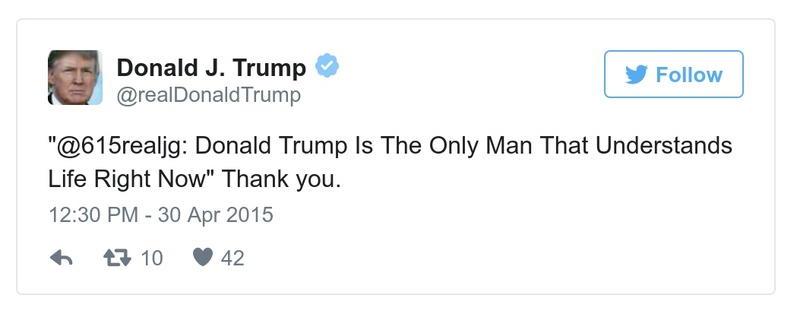 Donald J. Trump
@realDonaldTrump
Follow
"@615realjg: Donald Trump Is The Only Man That Understands
Life Right Now" Thank you.
12:30 PM - 30 Apr 2015
10 42